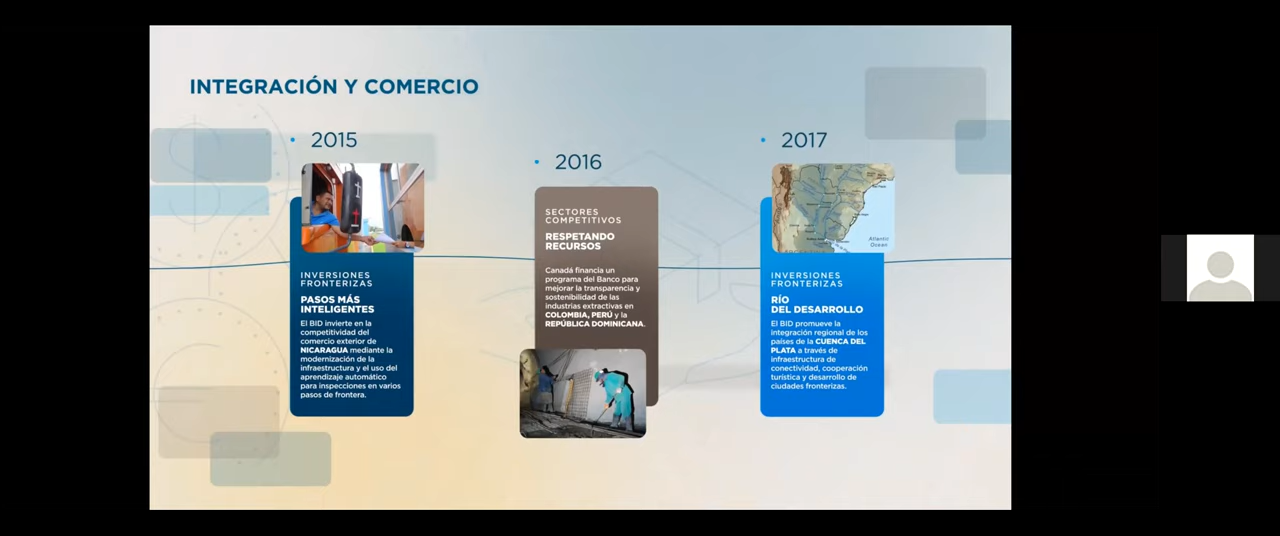 INTEGRACIÓN Y COMERCIO
2015
INVERSIONES
FRONTERIZAS
PASOS MÁS
INTELIGENTES
El BID invierte en la
competitividad del
comercio exterior de
NICARAGUA mediante la
modernización de la
infraestructura y el uso del
aprendizaje automático
para inspecciones en varios
pasos de frontera.
2016
SECTORES
COMPETITIVOS
RESPETANDO
RECURSOS
Canadá financia un
programa del Banco para
mejorar la transparencia y
sostenibilidad de las
industrias extractivas en
COLOMBIA, PERÚ y la
REPÚBLICA DOMINICANA.
2017
Atlantic
Ocean
INVERSIONES
FRONTERIZAS
RÍO
DEL DESARROLLO
El BID promueve la
integración regional de los
países de la CUENCA DEL
PLATA a través de
infraestructura de
conectividad, cooperación
turística y desarrollo de
ciudades fronterizas.